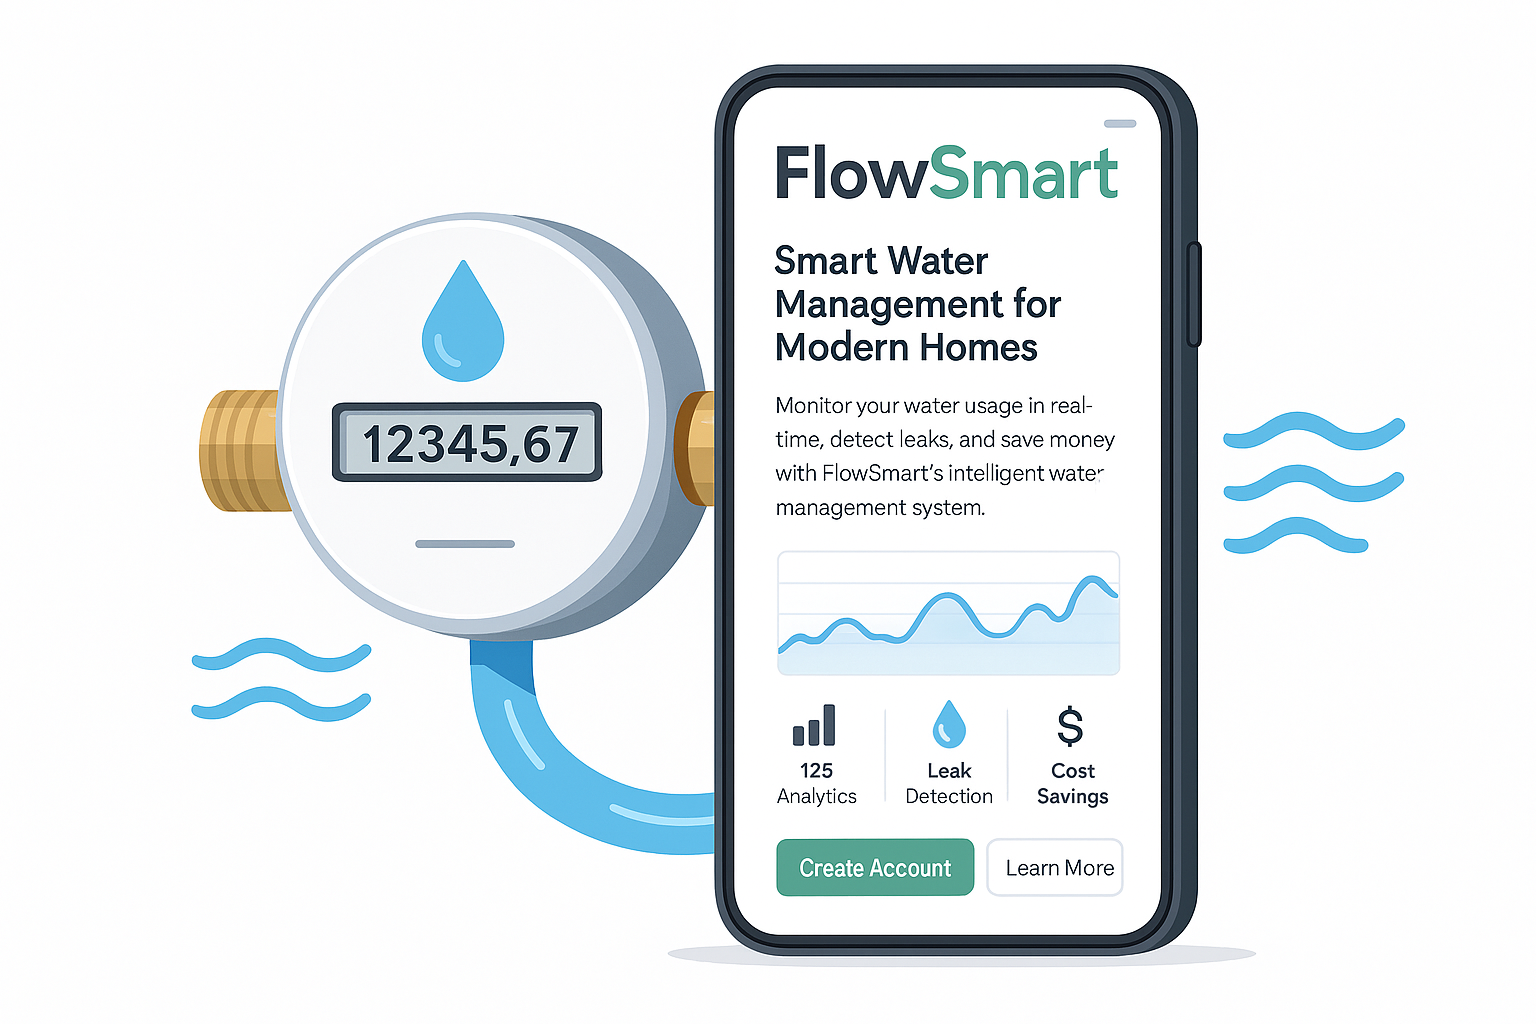 12345,67
FlowSmart
Smart Water
Management for
Modern Homes
Monitor your water usage in real-
time, detect leaks, and save money
with FlowSmart's intelligent water
management system.
125
Analytics
Leak
Detection
$
Cost
Savings
Create Account
Learn More